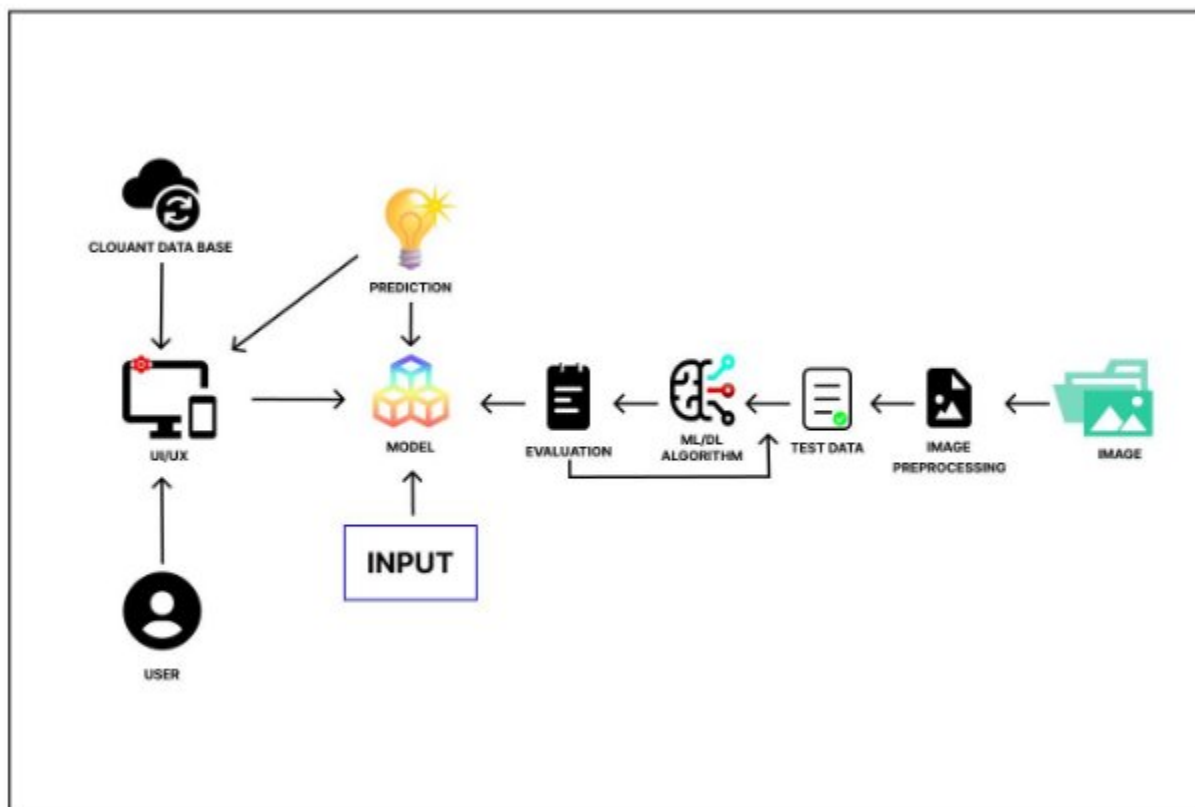 CLOUANT DATA BASE
PREDICTION
UI/UX
MODEL
EVALUATION
ML/DL
ALGORITHM
TEST DATA
IMAGE
PREPROCESSING
IMAGE
INPUT
USER